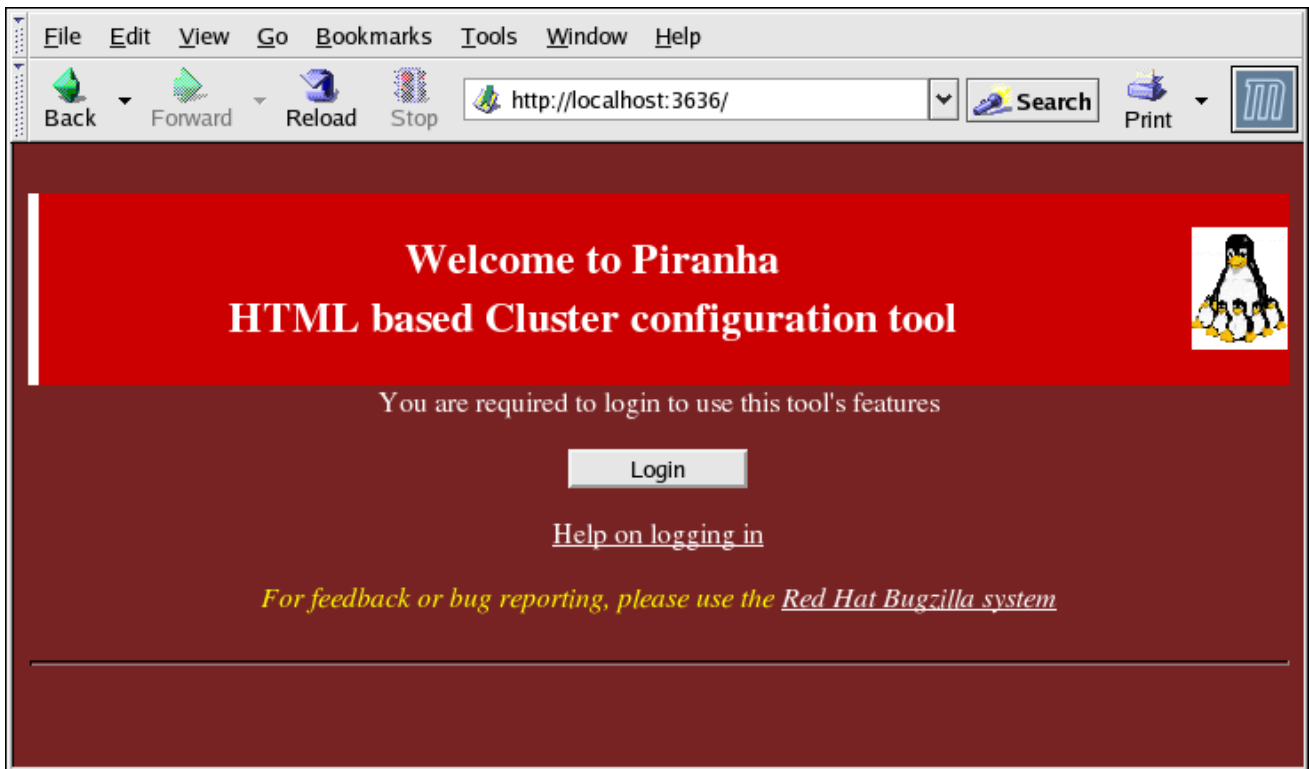 File Edit View Go Bookmarks Tools Window Help
Back Forward Reload Stop http://localhost:3636/ Search Print
Welcome to Piranha
HTML based Cluster configuration tool
You are required to login to use this tool's features
Login
Help on logging in
For feedback or bug reporting, please use the Red Hat Bugzilla system